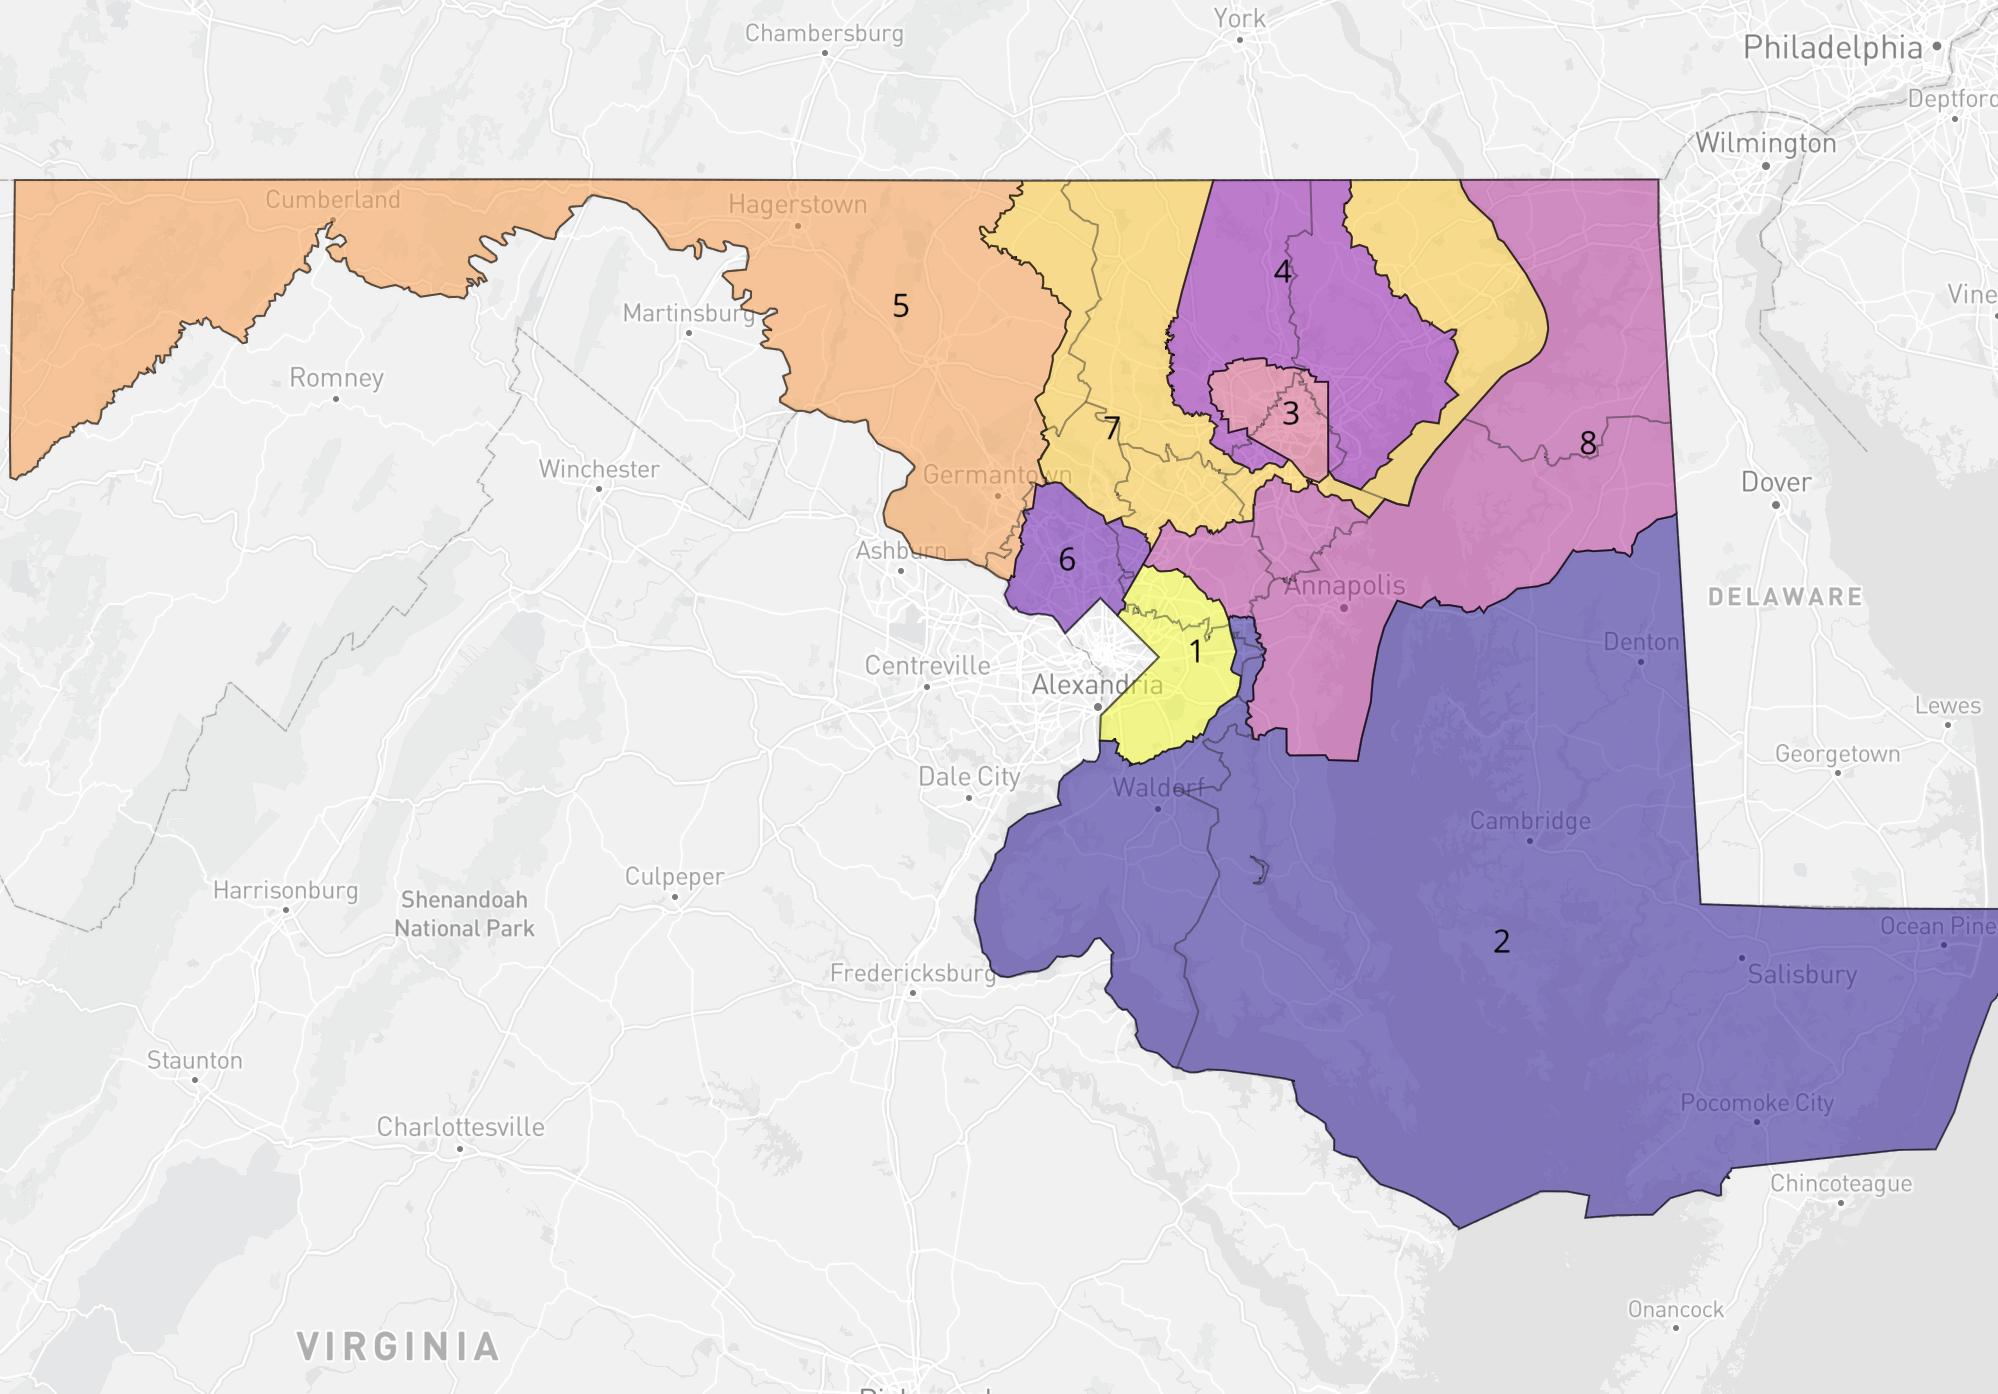 York
Chambersburg
Philadelphia
Deptford
Wilmington
Cumberland
Hagerstown
4
Vine
5
Martinsburg
Romney
3
7
8
Winchester
Germantown
Dover
Ashburn
6
Annapolis
DELAWARE
Denton
1
Centreville
Alexandria
Lewes
Georgetown
Dale City
Waldorf
Cambridge
Culpeper
Harrisonburg
Shenandoah
National Park
Ocean Pine
2
Fredericksburg
Salisbury
Staunton
Pocomoke City
Charlottesville
Chincoteague
Onancock
VIRGINIA